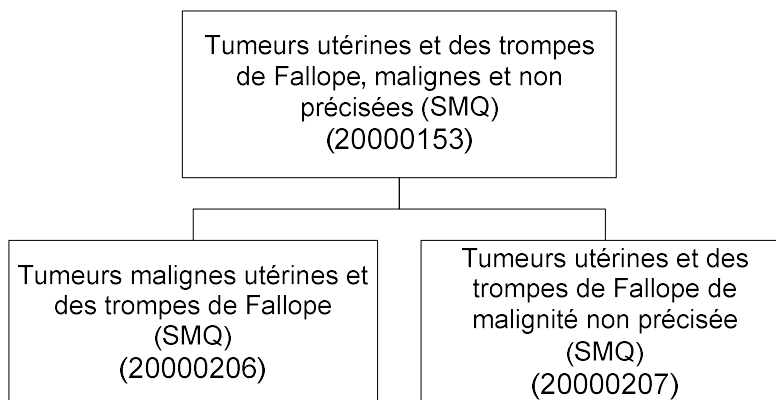 Tumeurs utérines et des trompes
de Fallope, malignes et non
précisées (SMQ)
(20000153)
Tumeurs malignes utérines et
des trompes de Fallope
(SMQ)
(20000206)
Tumeurs utérines et des
trompes de Fallope de
malignité non précisée
(SMQ)
(20000207)